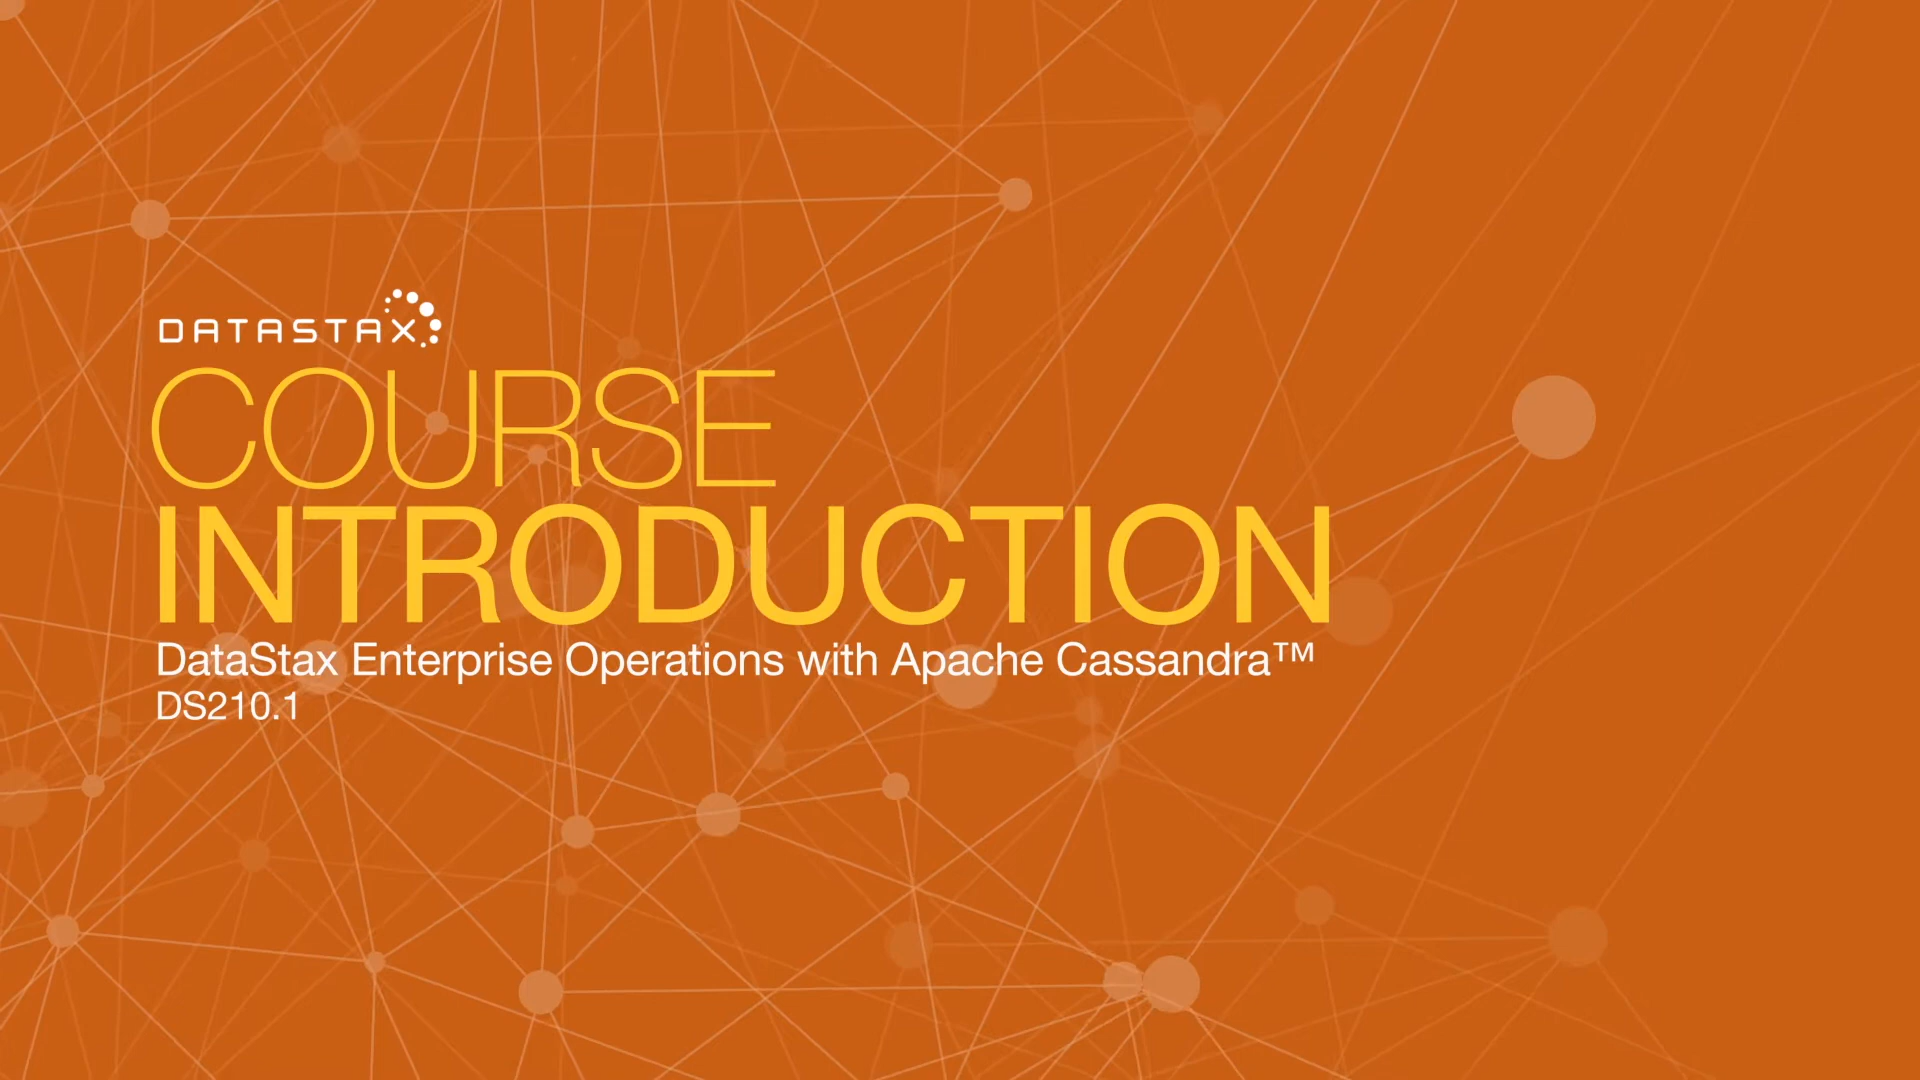 DATASTAX
COURSE
INTRODUCTION
DataStax Enterprise Operations with Apache Cassandra™
DS210.1